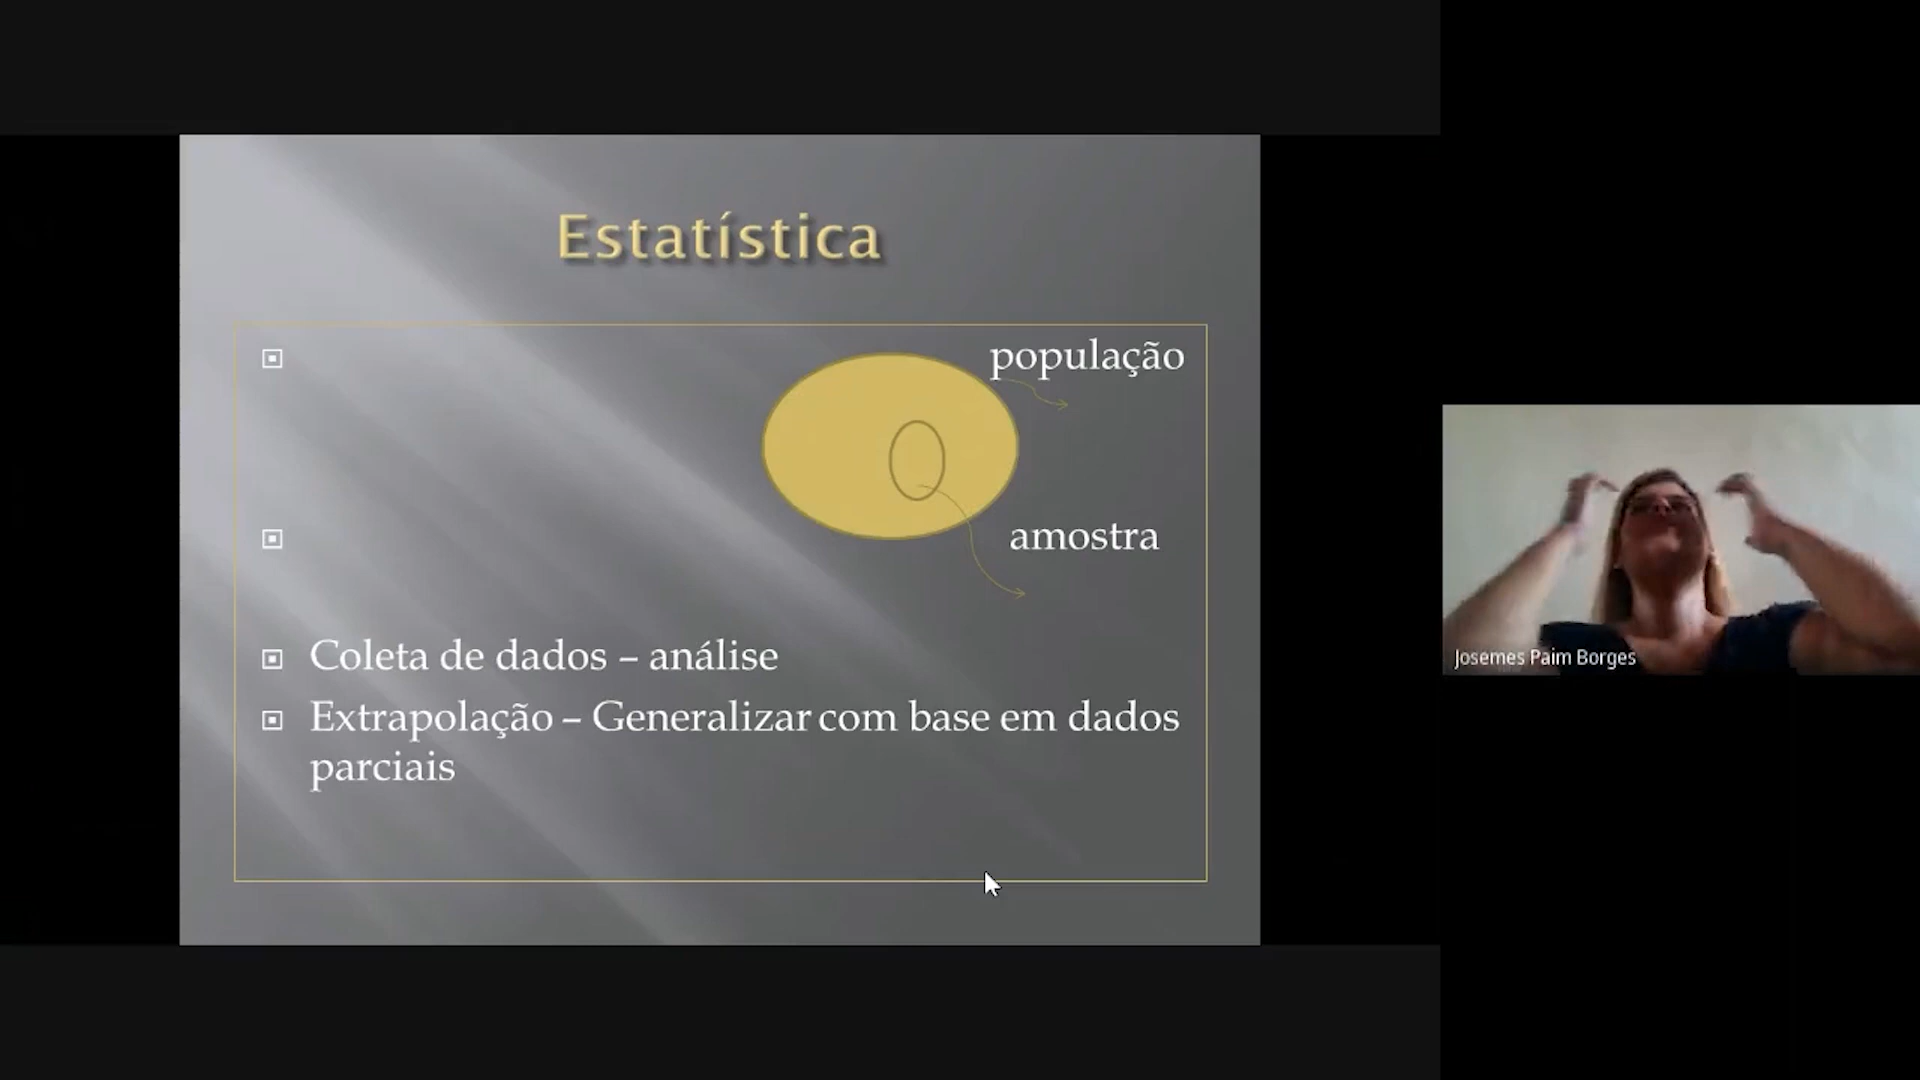 Estatística
população
amostra
Coleta de dados – análise
Extrapolação – Generalizar com base em dados
parciais
Josemes Paim Borges